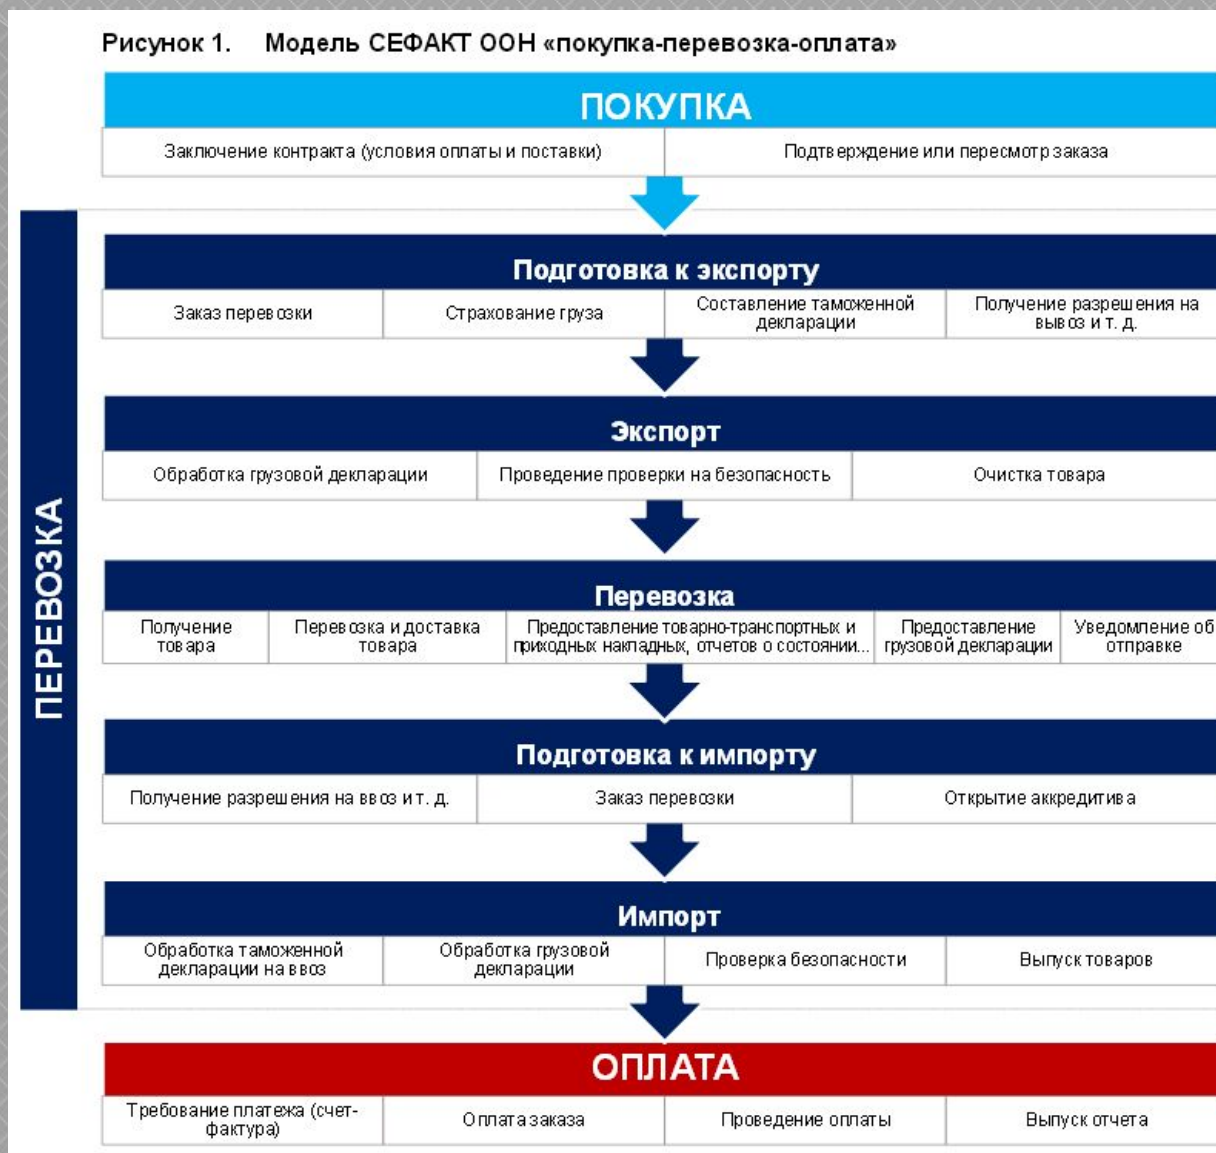 Рисунок 1. Модель СЕФАКТ ООН «покупка-перевозка-оплата»
ПОКУПКА
Заключение контракта (условия оплаты и поставки)
Подтверждение или пересмотр заказа
ПЕРЕВОЗКА
Подготовка к экспорту
Заказ перевозки
Страхование груза
Составление таможенной
декларации
Получение разрешения на
вывоз и т. д.
Экспорт
Обработка грузовой декларации
Проведение проверки на безопасность
Очистка товара
Перевозка
Получение
товара
Перевозка и доставка
товара
Предоставление товарно-транспортных и
приходных накладных, отчетов о состоянии...
Предоставление
грузовой декларации
Уведомление об
отправке
Подготовка к импорту
Получение разрешения на ввоз и т. д.
Заказ перевозки
Открытие аккредитива
Импорт
Обработка таможенной
декларации на ввоз
Обработка грузовой
декларации
Проверка безопасности
Выпуск товаров
ОПЛАТА
Требование платежа (счет-
фактура)
Оплата заказа
Проведение оплаты
Выпуск отчета